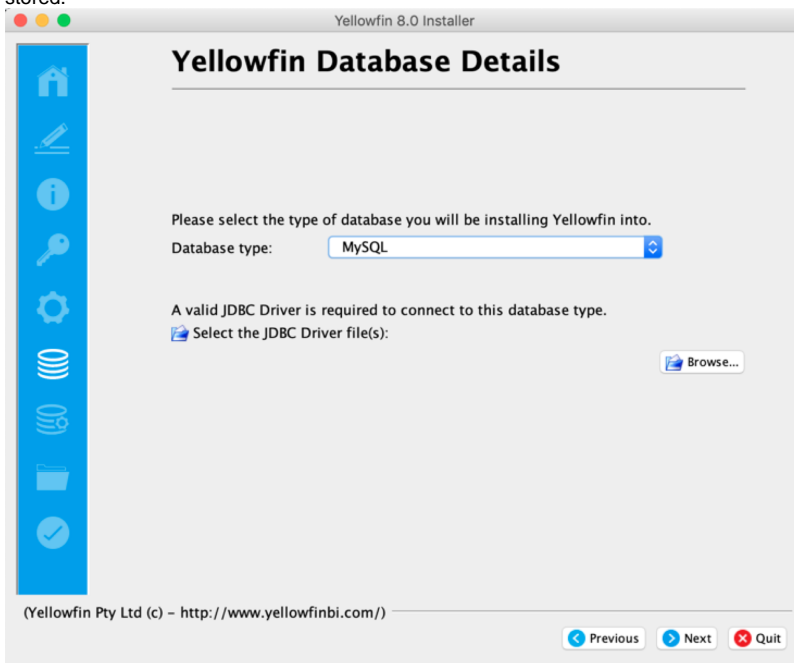 stored.
Yellowfin 8.0 Installer
Yellowfin Database Details
Please select the type of database you will be installing Yellowfin into.
Database type: MySQL
A valid JDBC Driver is required to connect to this database type.
Select the JDBC Driver file(s):
Browse...
(Yellowfin Pty Ltd (c) – http://www.yellowfinbi.com/)
Previous Next Quit